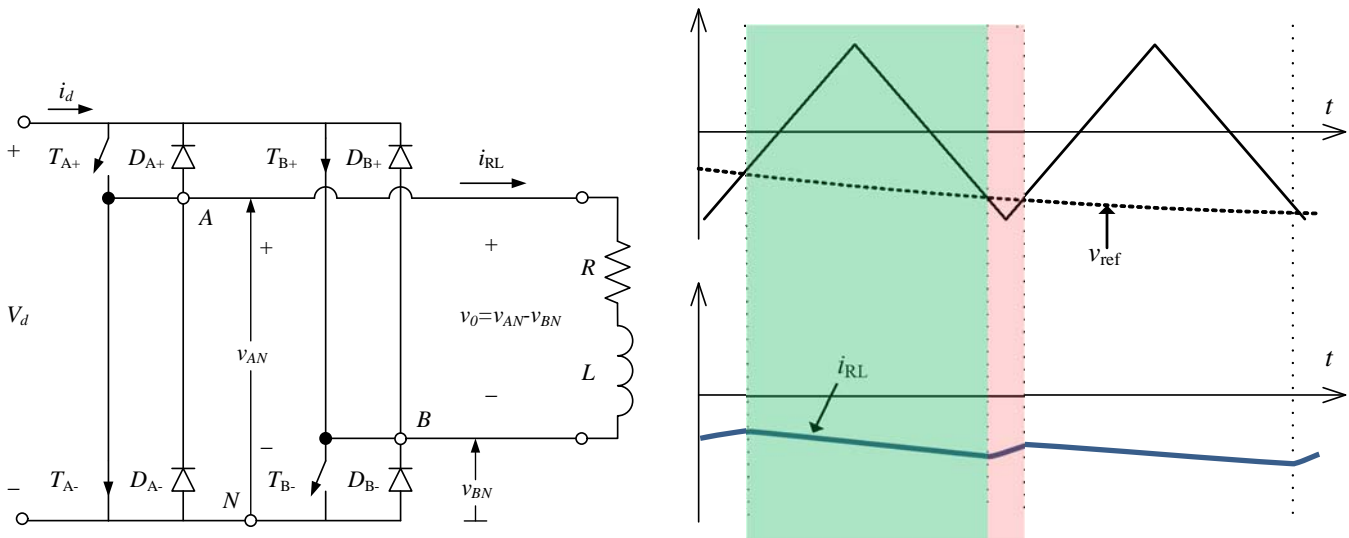 i_d
+
T_A+
D_A+
T_B+
D_B+
i_RL
A
+
+
R
V_d
v_0=v_AN-v_BN
v_AN
L
−
B
−
−
T_A-
D_A-
N
T_B-
D_B-
v_BN
t
v_ref
t
i_RL